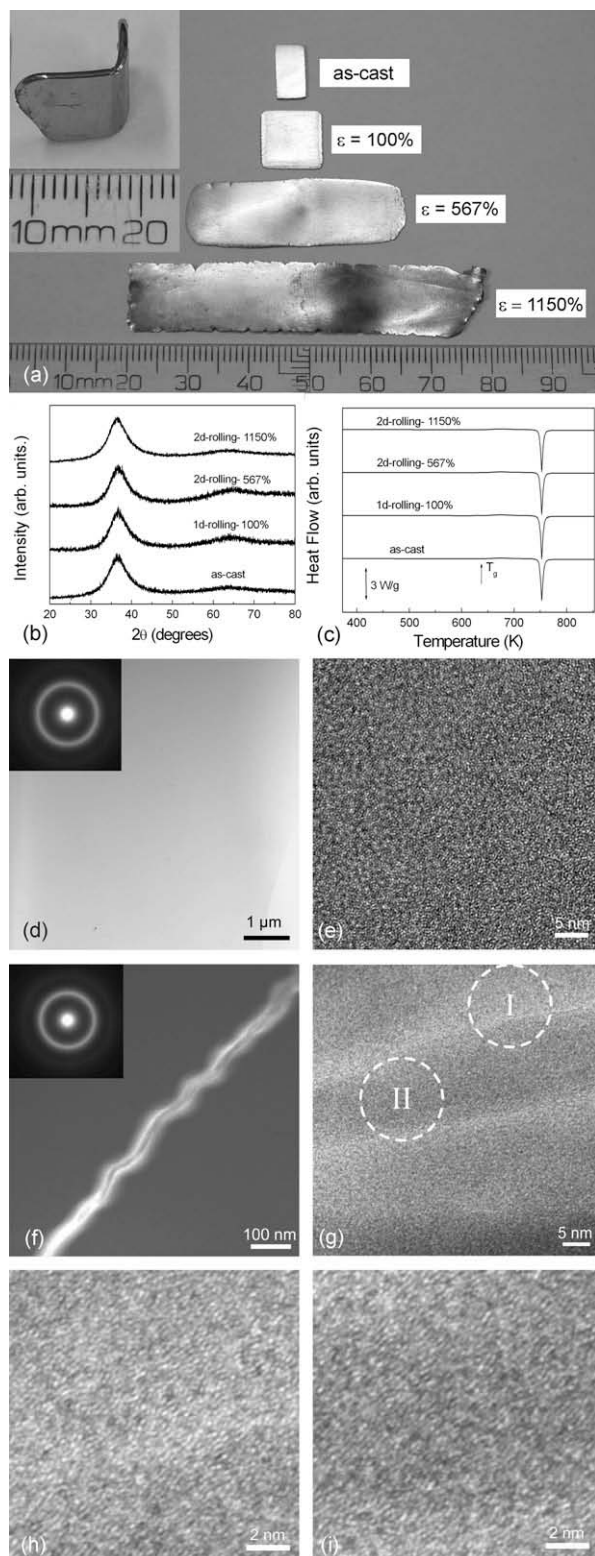 as-cast
ε = 100%
10mm 20
ε = 567%
ε = 1150%
(a)
10mm 20 30 40 50 60 70 80 90
Intensity (arb. units.)
2d-rolling- 1150%
2d-rolling- 567%
1d-rolling- 100%
as-cast
20 30 40 50 60 70 80
(b)
2θ (degrees)
Heat Flow (arb. units)
2d-rolling- 1150%
2d-rolling- 567%
1d-rolling- 100%
as-cast
3 W/g
Tg
400 500 600 700 800
(c)
Temperature (K)
(d)
1 μm
(e)
5 nm
(f)
100 nm
I
II
(g)
5 nm
(h)
2 nm
(i)
2 nm